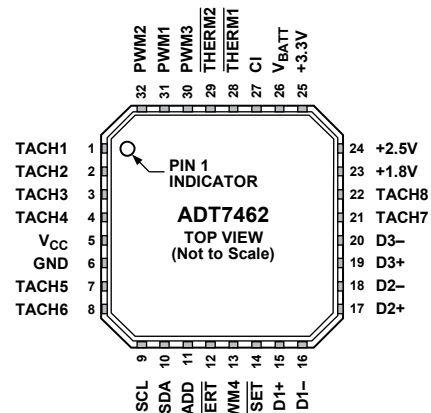 PWM2
PWM1
PWM3
THERM2
THERM1
CI
VBATT
+3.3V
32
31
30
29
28
27
26
25
TACH1 1
TACH2 2
TACH3 3
TACH4 4
VCC 5
GND 6
TACH5 7
TACH6 8
PIN 1
INDICATOR
ADT7462
TOP VIEW
(Not to Scale)
24 +2.5V
23 +1.8V
22 TACH8
21 TACH7
20 D3–
19 D3+
18 D2–
17 D2+
9
10
11
12
13
14
15
16
SCL
SDA
ADD
D1+
D1–